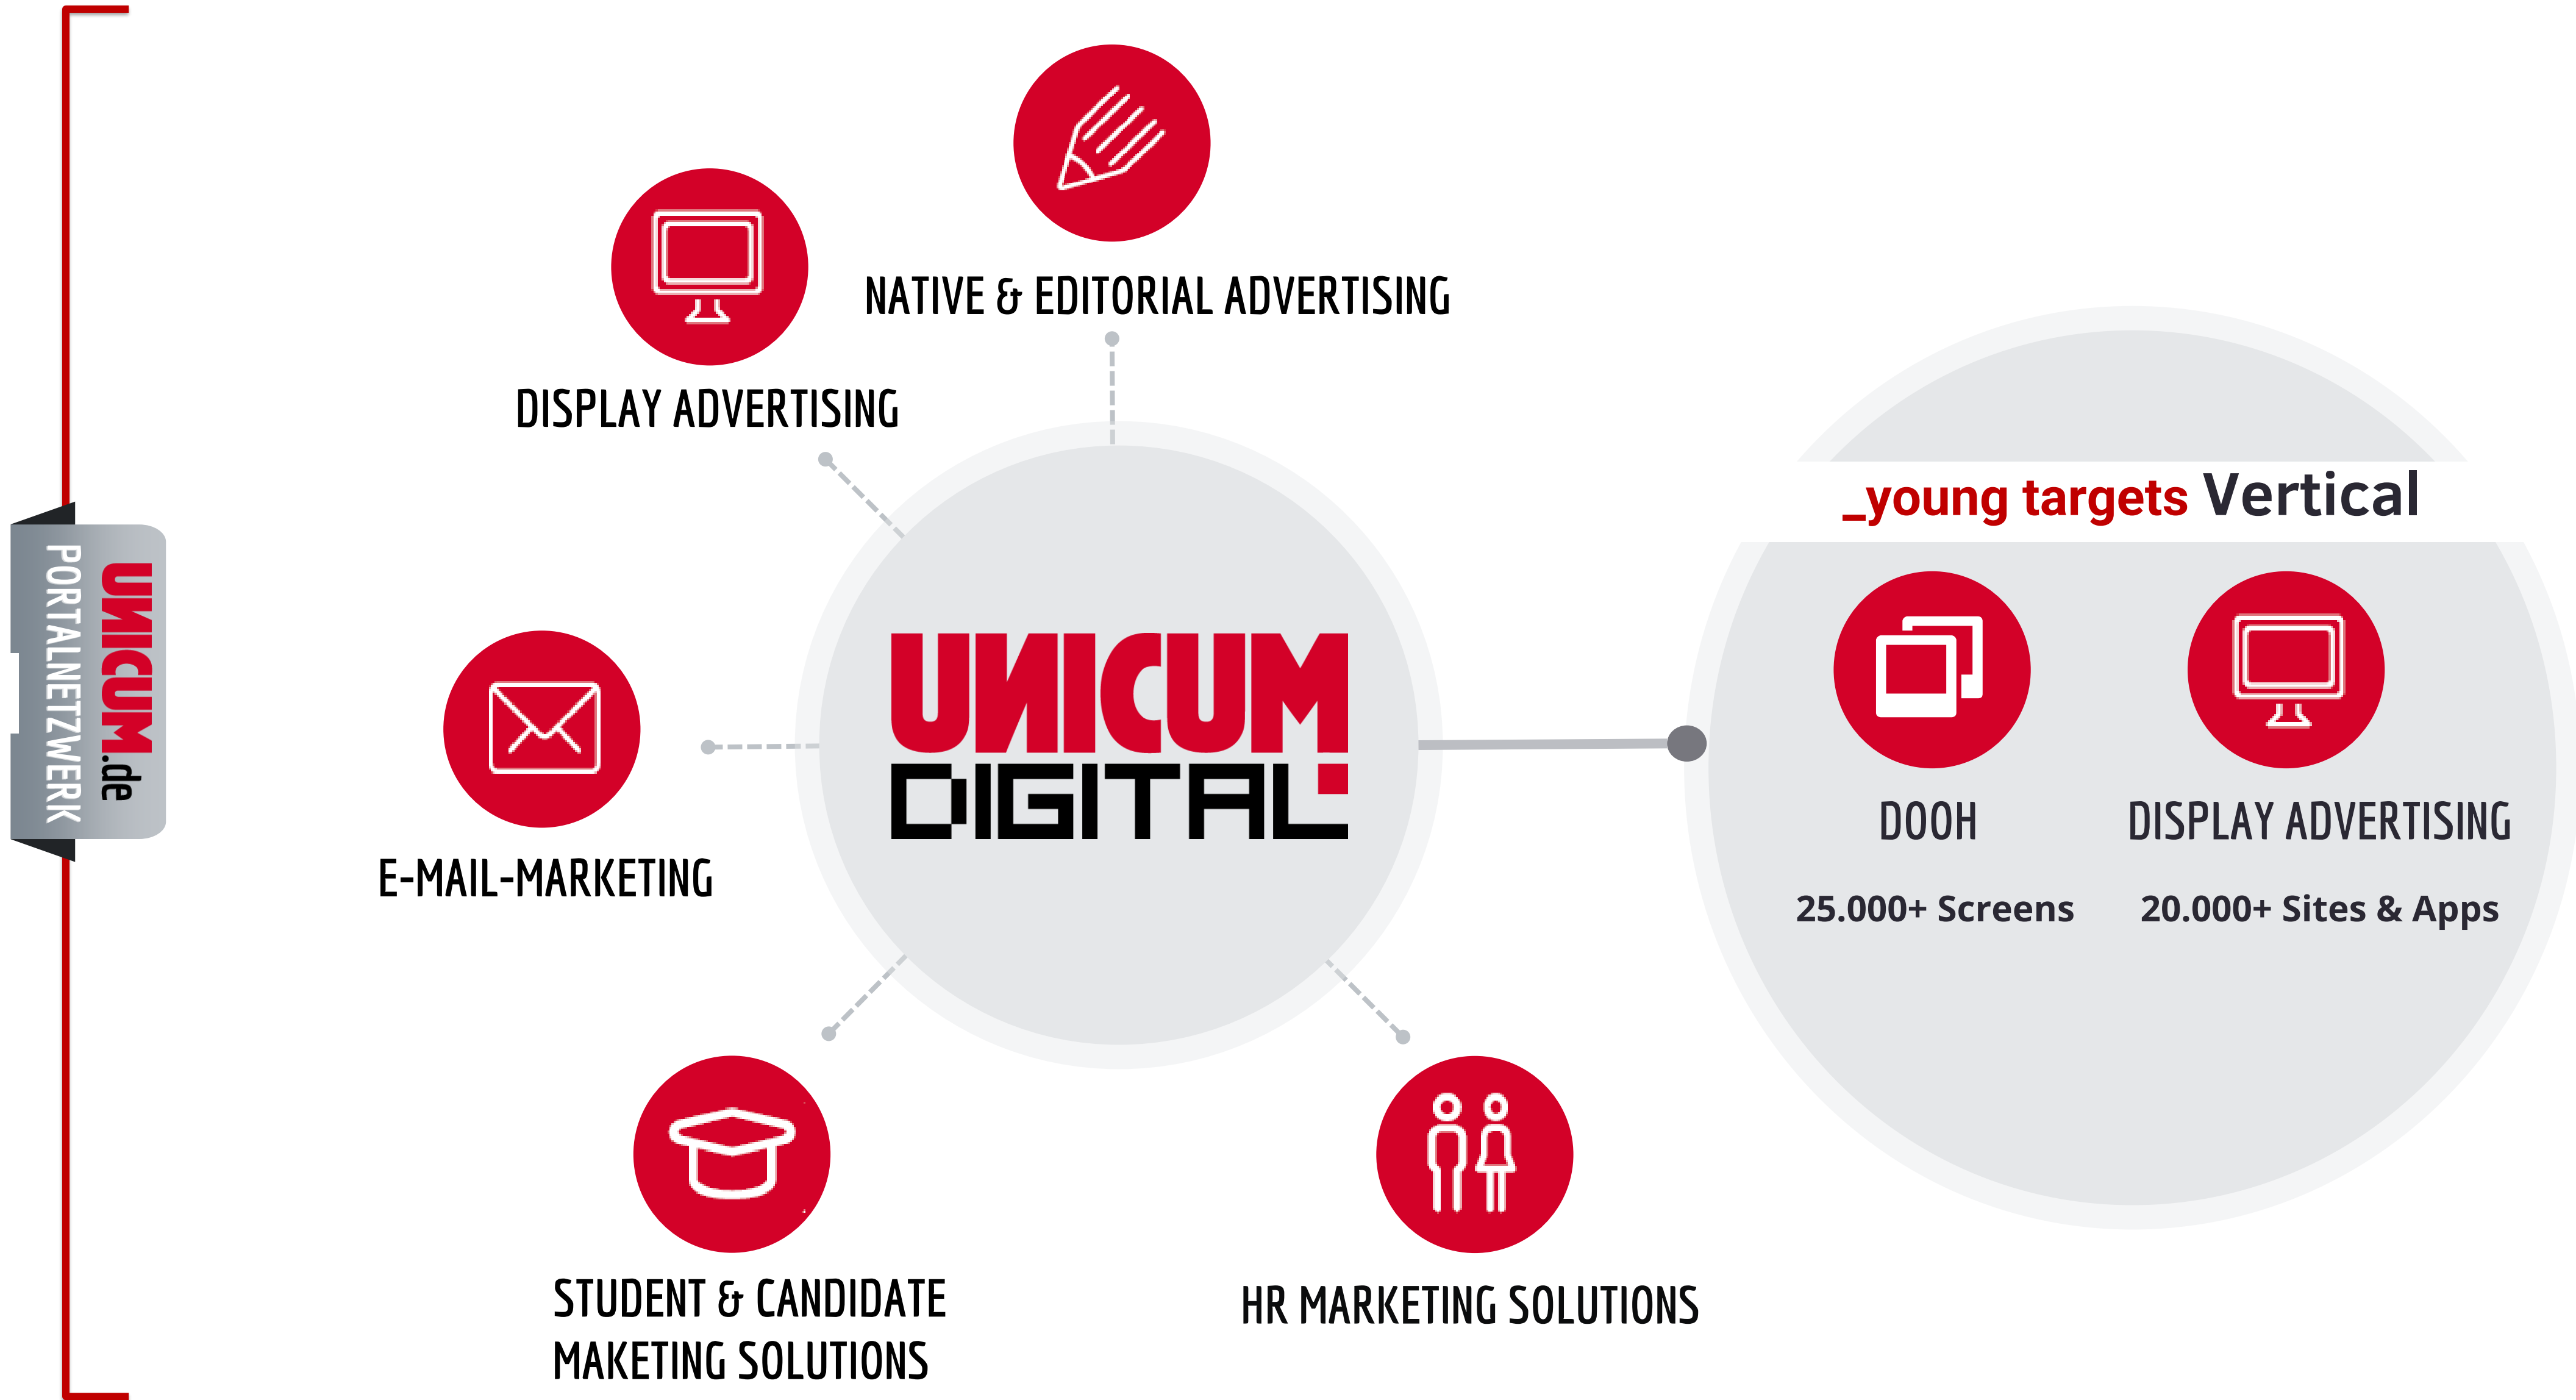 UNICUM.de
PORTALNETZWERK
NATIVE & EDITORIAL ADVERTISING
DISPLAY ADVERTISING
E-MAIL-MARKETING
STUDENT & CANDIDATE
MAKETING SOLUTIONS
HR MARKETING SOLUTIONS
UNICUM
DIGITAL
_young targets Vertical
DOOH
25.000+ Screens
DISPLAY ADVERTISING
20.000+ Sites & Apps